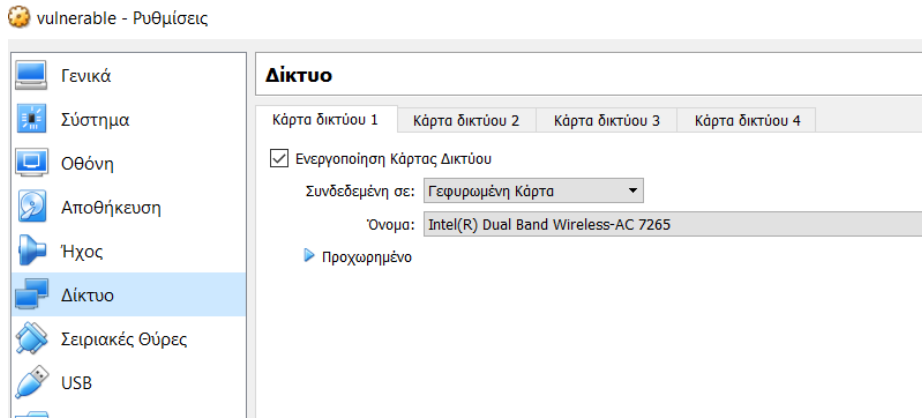 vulnerable - Ρυθμίσεις
Γενικά
Σύστημα
Οθόνη
Αποθήκευση
Ήχος
Δίκτυο
Σειριακές Θύρες
USB
Δίκτυο
Κάρτα δικτύου 1 Κάρτα δικτύου 2 Κάρτα δικτύου 3 Κάρτα δικτύου 4
Ενεργοποίηση Κάρτας Δικτύου
Συνδεδεμένη σε: Γεφυρωμένη Κάρτα
Όνομα: Intel(R) Dual Band Wireless-AC 7265
Προχωρημένο